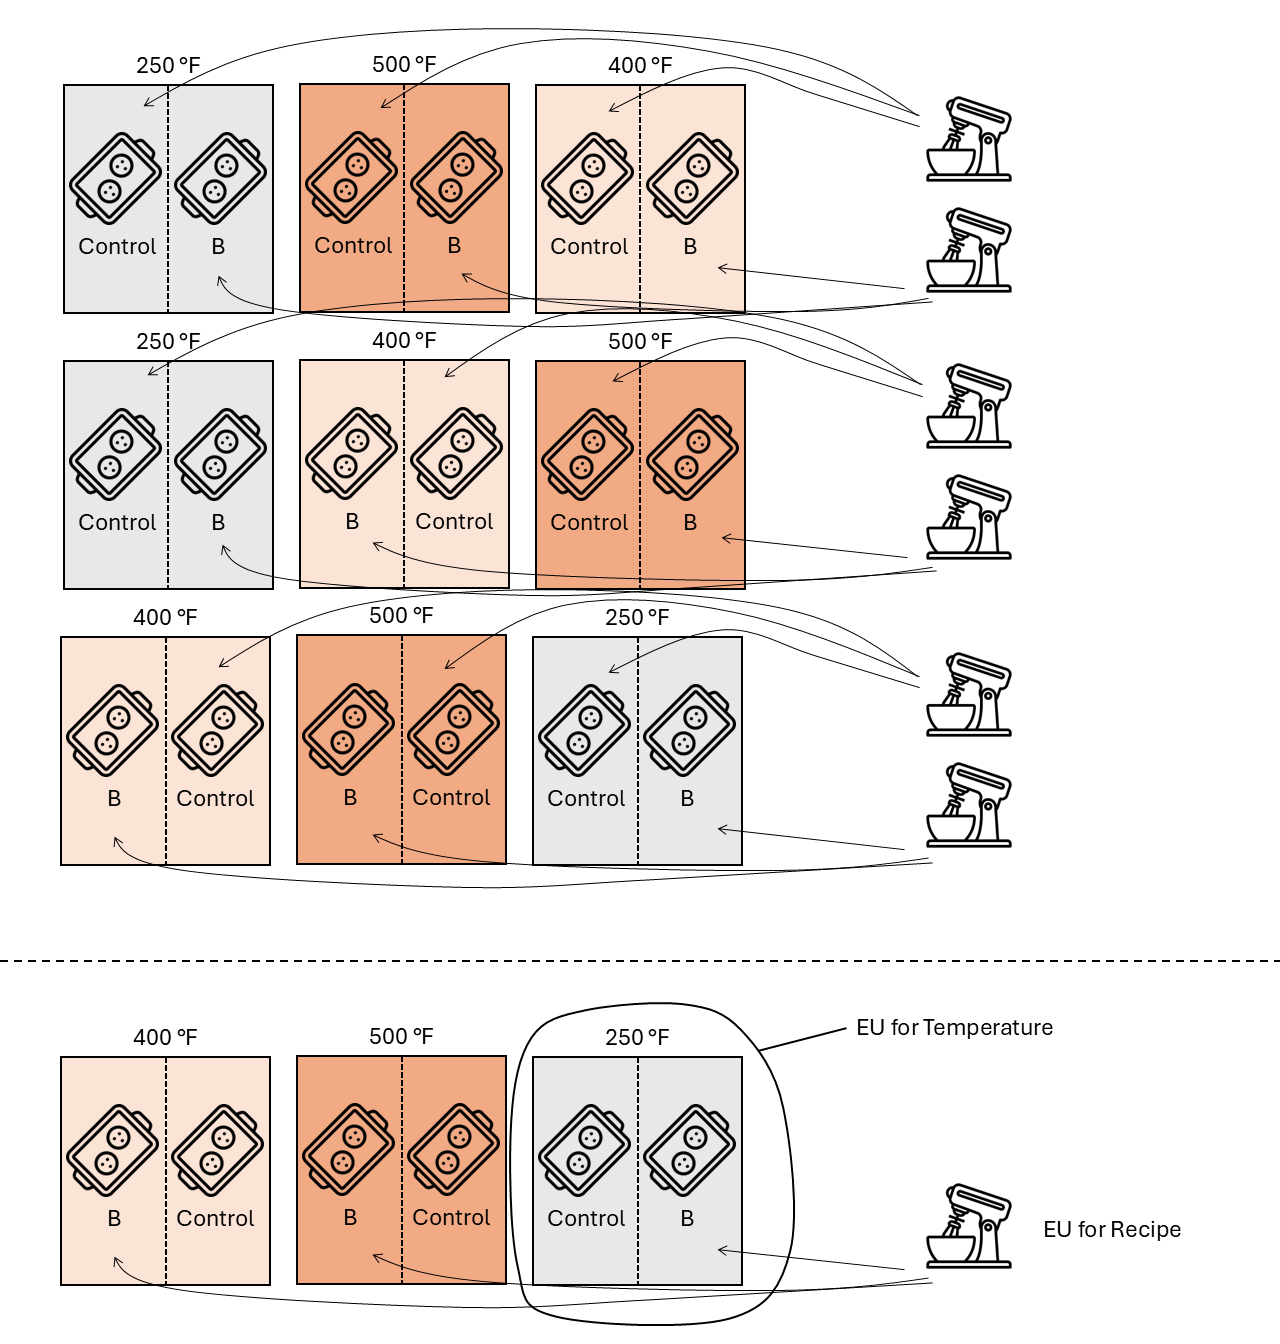 250 °F 500 °F 400 °F
Control B Control B Control B
250 °F 400 °F 500 °F
Control B B Control Control B
400 °F 500 °F 250 °F
B Control B Control Control B
EU for Temperature
400 °F 500 °F 250 °F
B Control B Control Control B
EU for Recipe